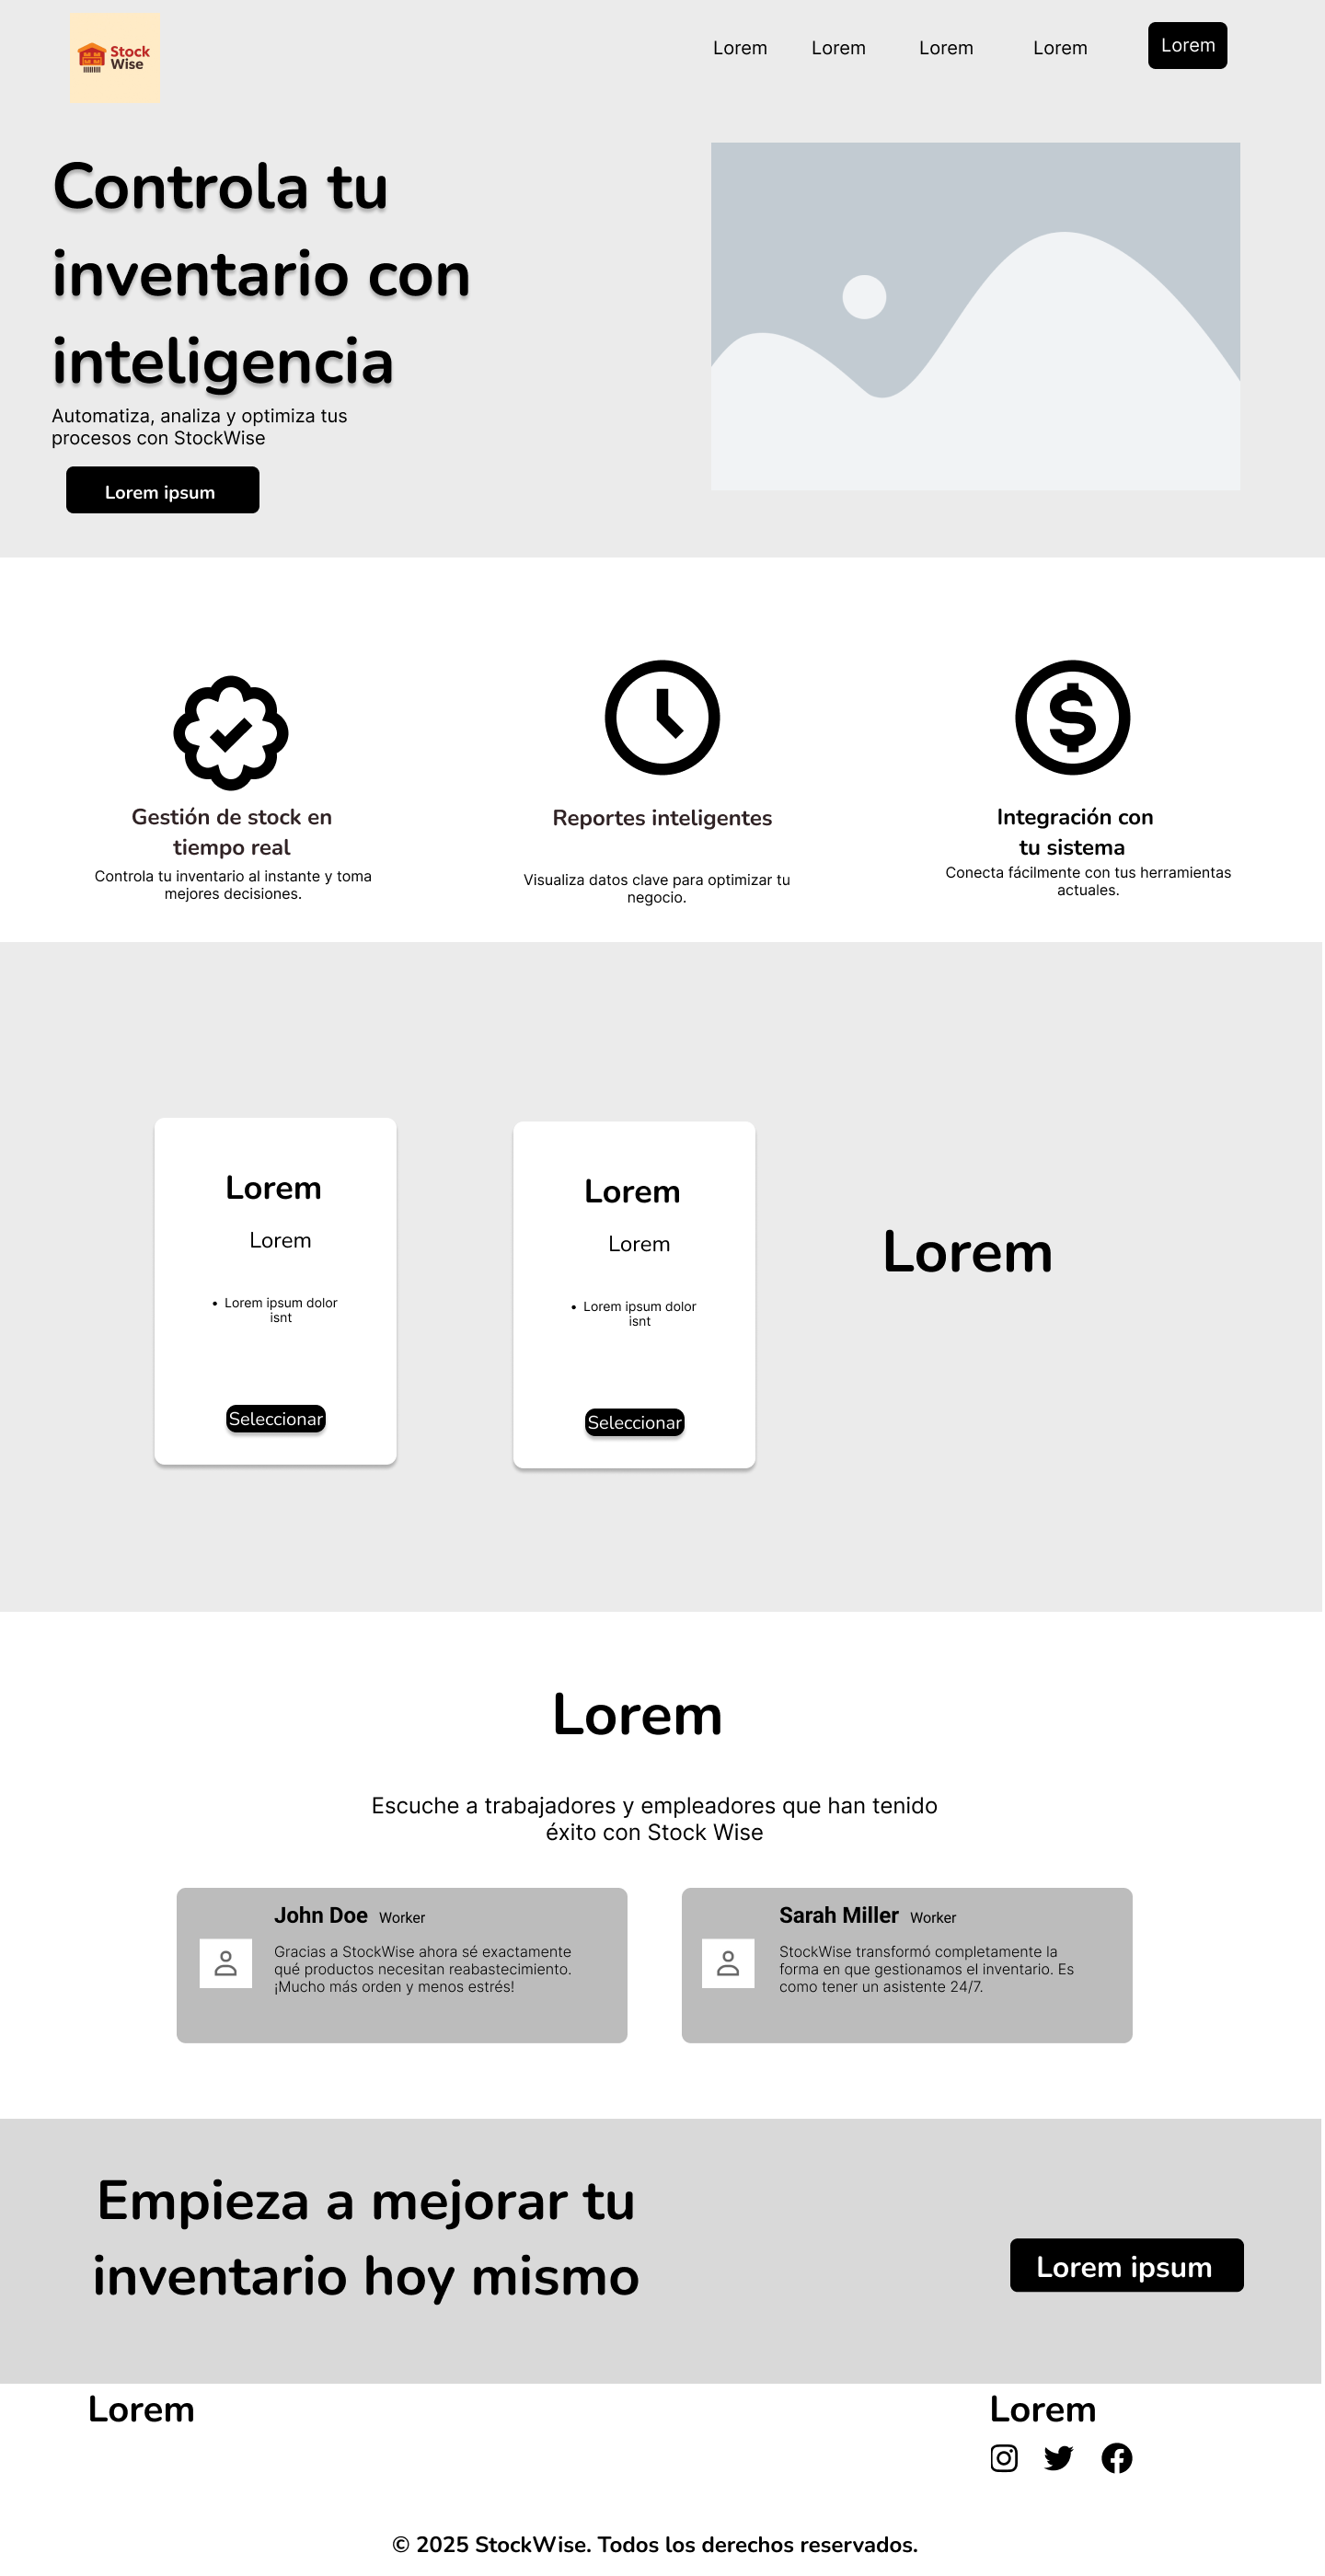 Stock
Wise
Lorem Lorem Lorem Lorem Lorem
Controla tu
inventario con
inteligencia
Automatiza, analiza y optimiza tus
procesos con StockWise
Lorem ipsum
Gestión de stock en
tiempo real
Controla tu inventario al instante y toma
mejores decisiones.
Reportes inteligentes
Visualiza datos clave para optimizar tu
negocio.
Integración con
tu sistema
Conecta fácilmente con tus herramientas
actuales.
Lorem
Lorem
• Lorem ipsum dolor
isnt
Seleccionar
Lorem
Lorem
• Lorem ipsum dolor
isnt
Seleccionar
Lorem
Lorem
Escuche a trabajadores y empleadores que han tenido
éxito con Stock Wise
John Doe Worker
Gracias a StockWise ahora sé exactamente
qué productos necesitan reabastecimiento.
¡Mucho más orden y menos estrés!
Sarah Miller Worker
StockWise transformó completamente la
forma en que gestionamos el inventario. Es
como tener un asistente 24/7.
Empieza a mejorar tu
inventario hoy mismo
Lorem ipsum
Lorem
Lorem
© 2025 StockWise. Todos los derechos reservados.